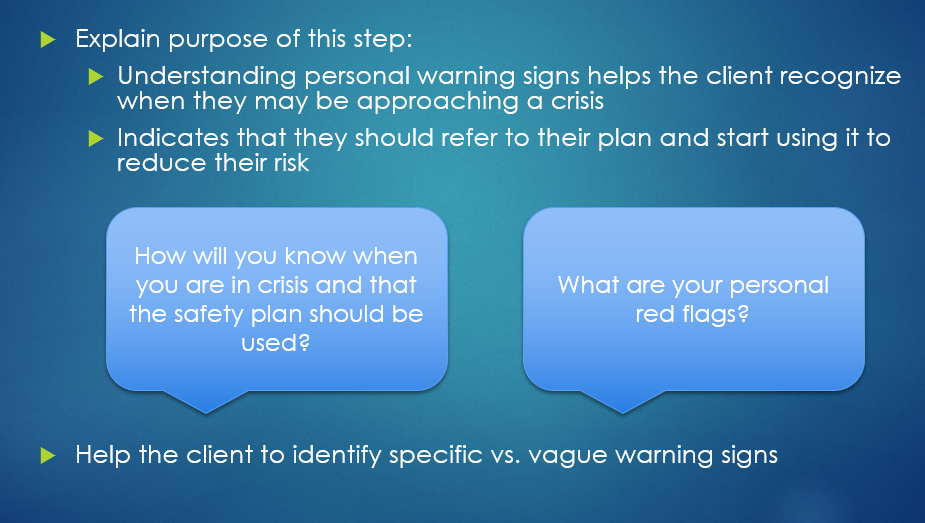 Explain purpose of this step:
Understanding personal warning signs helps the client recognize
when they may be approaching a crisis
Indicates that they should refer to their plan and start using it to
reduce their risk
How will you know when
you are in crisis and that
the safety plan should be
used?
What are your personal
red flags?
Help the client to identify specific vs. vague warning signs